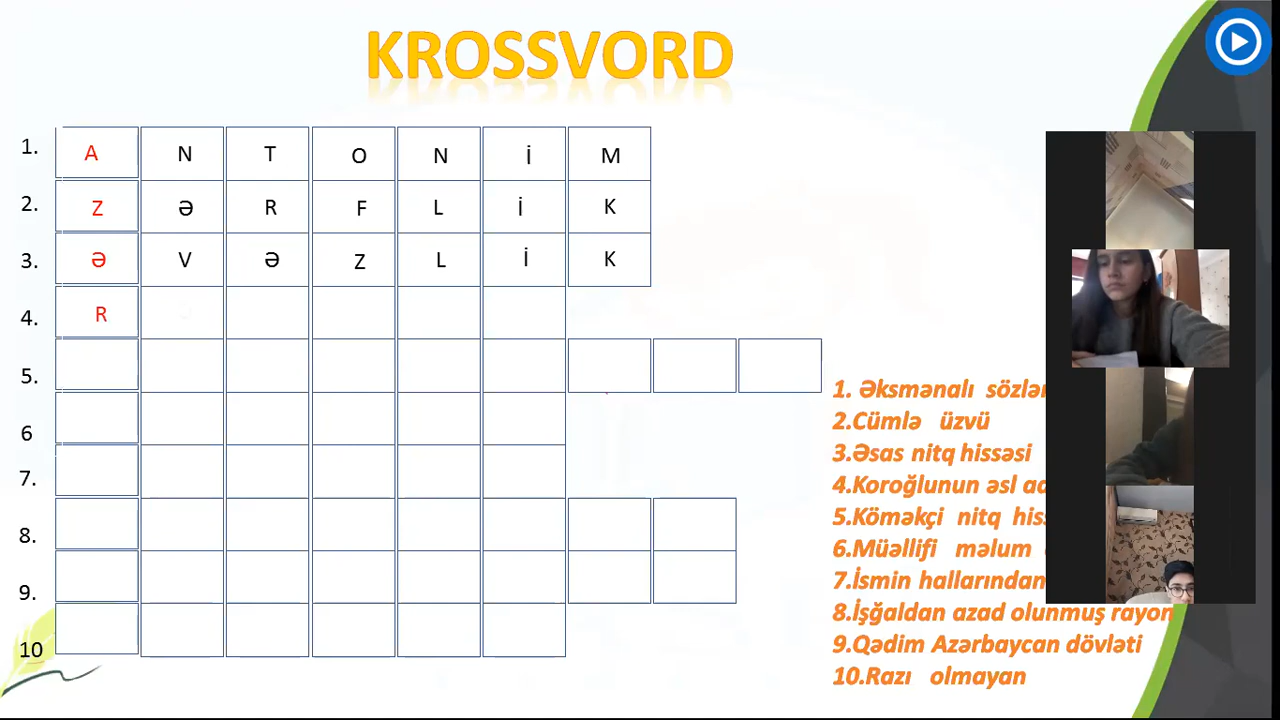 KROSSVORD
1. A N T O N İ M
2. Z Ə R F L İ K
3. Ə V Ə Z L İ K
4. R
5.
6
7.
8.
9.
10
1. Əksmənalı sözlər
2.Cümlə üzvü
3.Əsas nitq hissəsi
4.Koroğlunun əsl
5.Köməkçi nitq
6.Müəllifi məlum
7.İsmin hallarından
8.İşğaldan azad olunmuş rayon
9.Qədim Azərbaycan dövləti
10.Razı olmayan